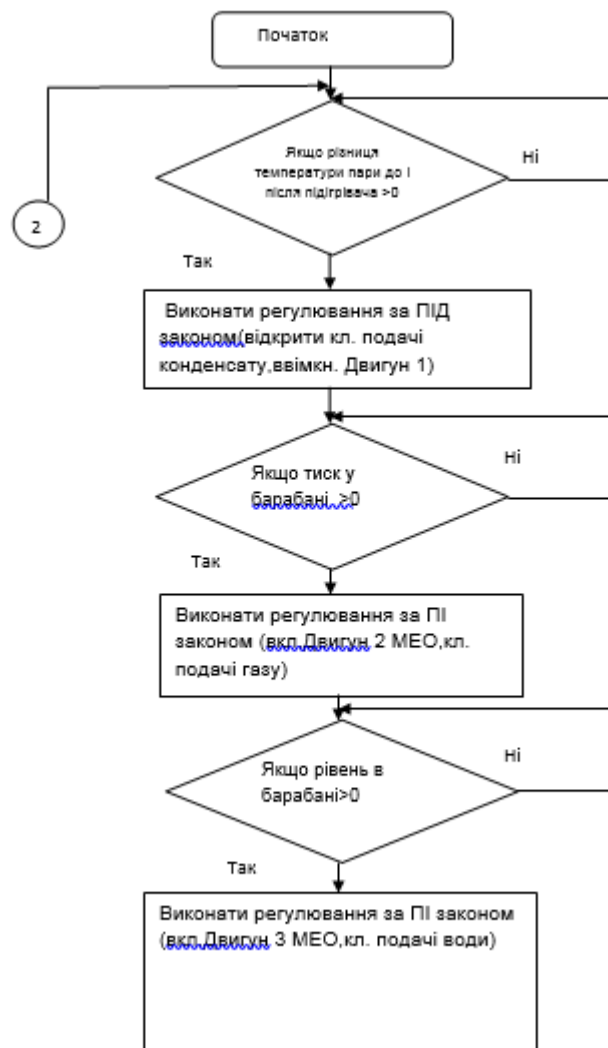 Початок
Якщо різниця
температури пари до і
після підігрівача >0
Ні
2
Так
Виконати регулювання за ПІД
законом(відкрити кл. подачі
конденсату,ввімкн. Двигун 1)
Якщо тиск у
барабані >0
Ні
Так
Виконати регулювання за ПІ
законом (вкл.Двигун 2 МЕО,кл.
подачі газу)
Якщо рівень в
барабані>0
Ні
Так
Виконати регулювання за ПІ законом
(вкл.Двигун 3 МЕО,кл. подачі води)